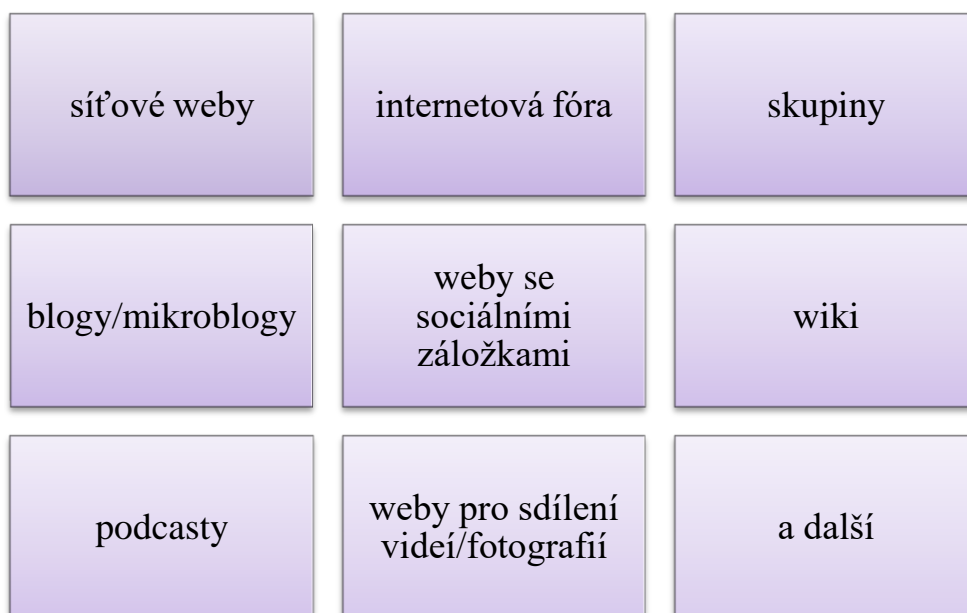 síťové weby
internetová fóra
skupiny
blogy/mikroblogy
weby se
sociálními
záložkami
wiki
podcasty
weby pro sdílení
videí/fotografií
a další